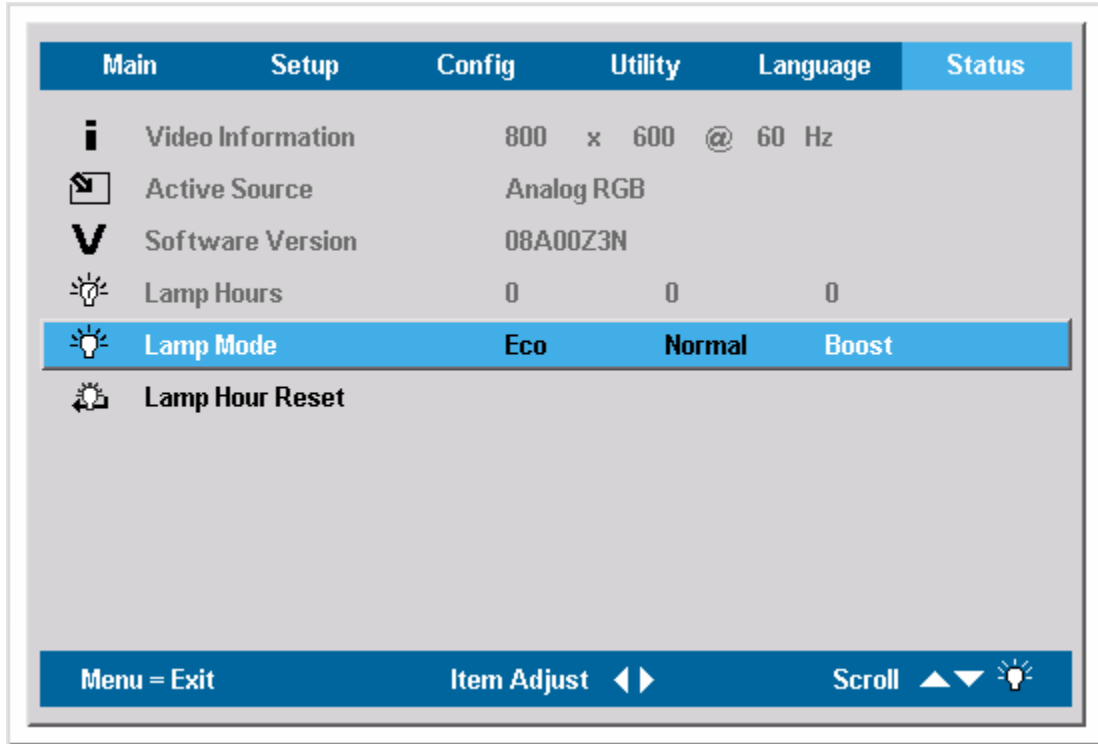 Main Setup Config Utility Language Status
i Video Information 800 x 600 @ 60 Hz
Active Source Analog RGB
V Software Version 08A00Z3N
Lamp Hours 0 0 0
Lamp Mode Eco Normal Boost
Lamp Hour Reset
Menu = Exit Item Adjust Scroll